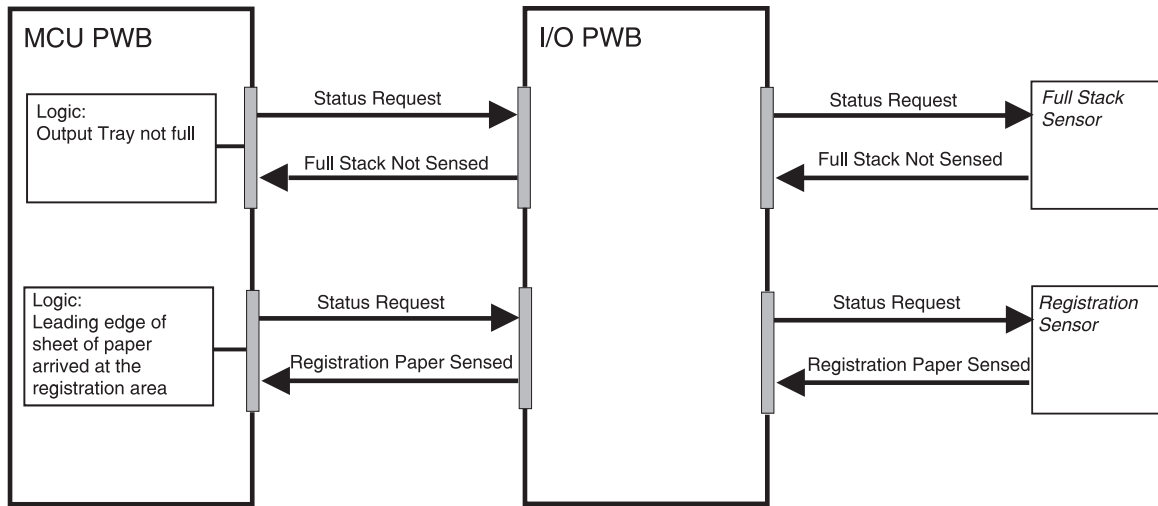 MCU PWB
I/O PWB
Logic:
Output Tray not full
Status Request
Full Stack Not Sensed
Status Request
Full Stack Not Sensed
Full Stack
Sensor
Logic:
Leading edge of
sheet of paper
arrived at the
registration area
Status Request
Registration Paper Sensed
Status Request
Registration Paper Sensed
Registration
Sensor